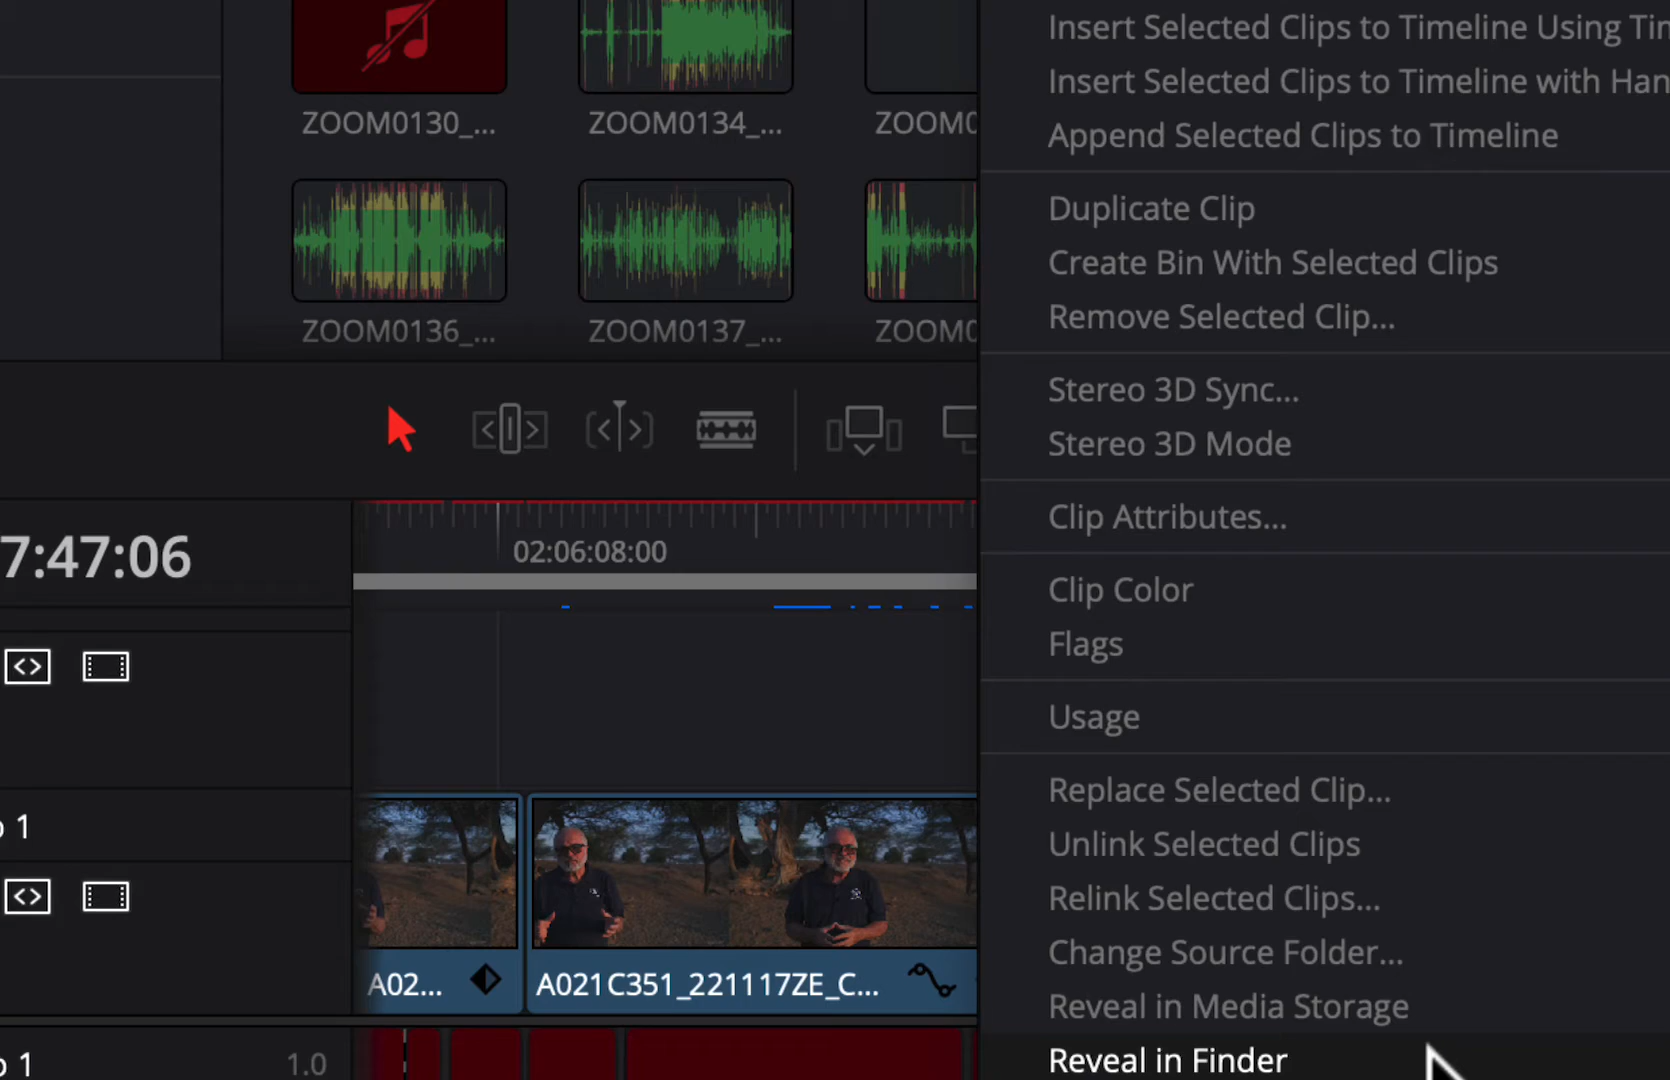 ZOOM0130_...
ZOOM0134_...
ZOOM0
ZOOM0136_...
ZOOM0137_...
ZOOM0
7:47:06
02:06:08:00
1
A02...
A021C351_221117ZE_C...
1
1.0
Insert Selected Clips to Timeline Using Tim
Insert Selected Clips to Timeline with Han
Append Selected Clips to Timeline
Duplicate Clip
Create Bin With Selected Clips
Remove Selected Clip...
Stereo 3D Sync...
Stereo 3D Mode
Clip Attributes...
Clip Color
Flags
Usage
Replace Selected Clip...
Unlink Selected Clips
Relink Selected Clips...
Change Source Folder...
Reveal in Media Storage
Reveal in Finder